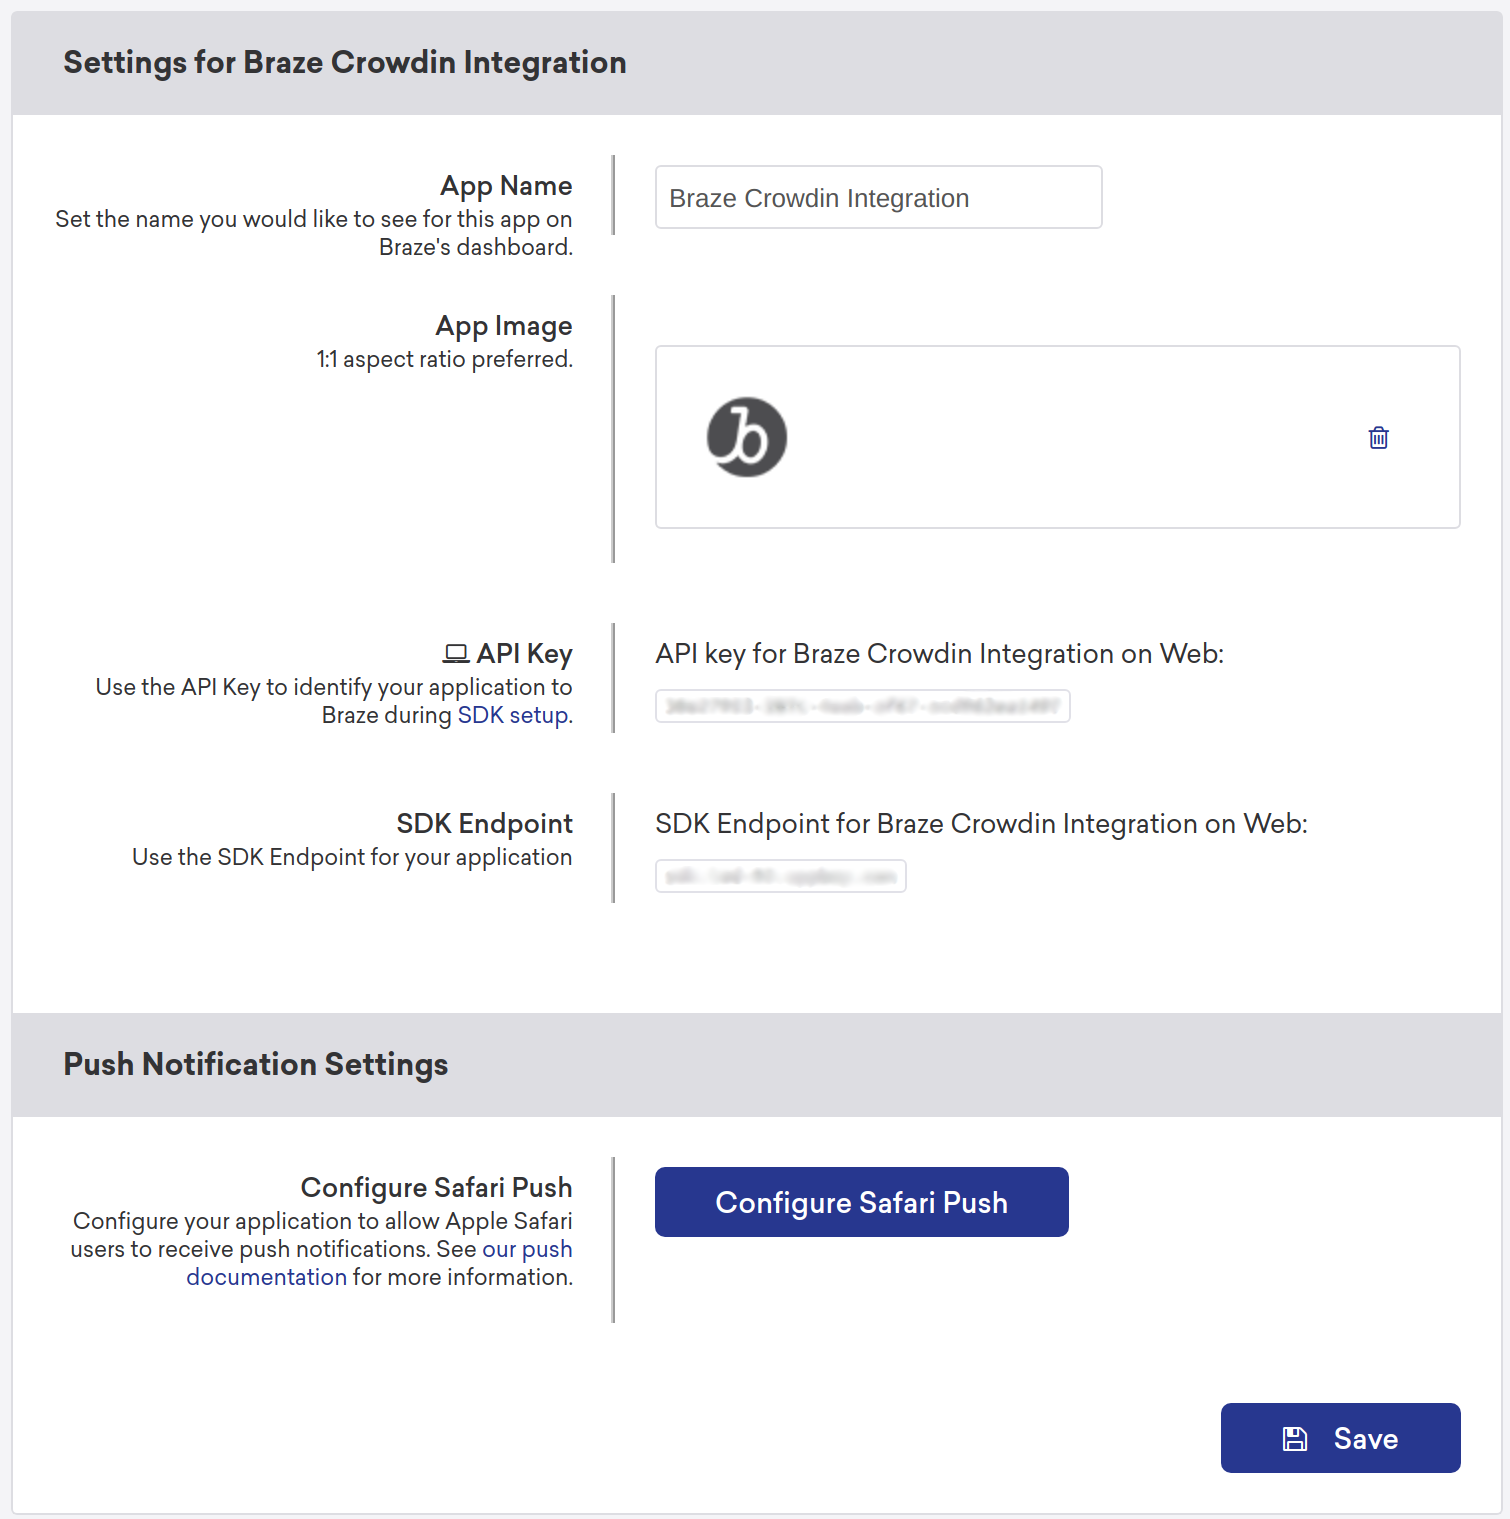 Settings for Braze Crowdin Integration
App Name
Set the name you would like to see for this app on
Braze's dashboard.
Braze Crowdin Integration
App Image
1:1 aspect ratio preferred.
API Key
Use the API Key to identify your application to
Braze during SDK setup.
API key for Braze Crowdin Integration on Web:
SDK Endpoint
Use the SDK Endpoint for your application
SDK Endpoint for Braze Crowdin Integration on Web:
Push Notification Settings
Configure Safari Push
Configure your application to allow Apple Safari
users to receive push notifications. See our push
documentation for more information.
Configure Safari Push
Save